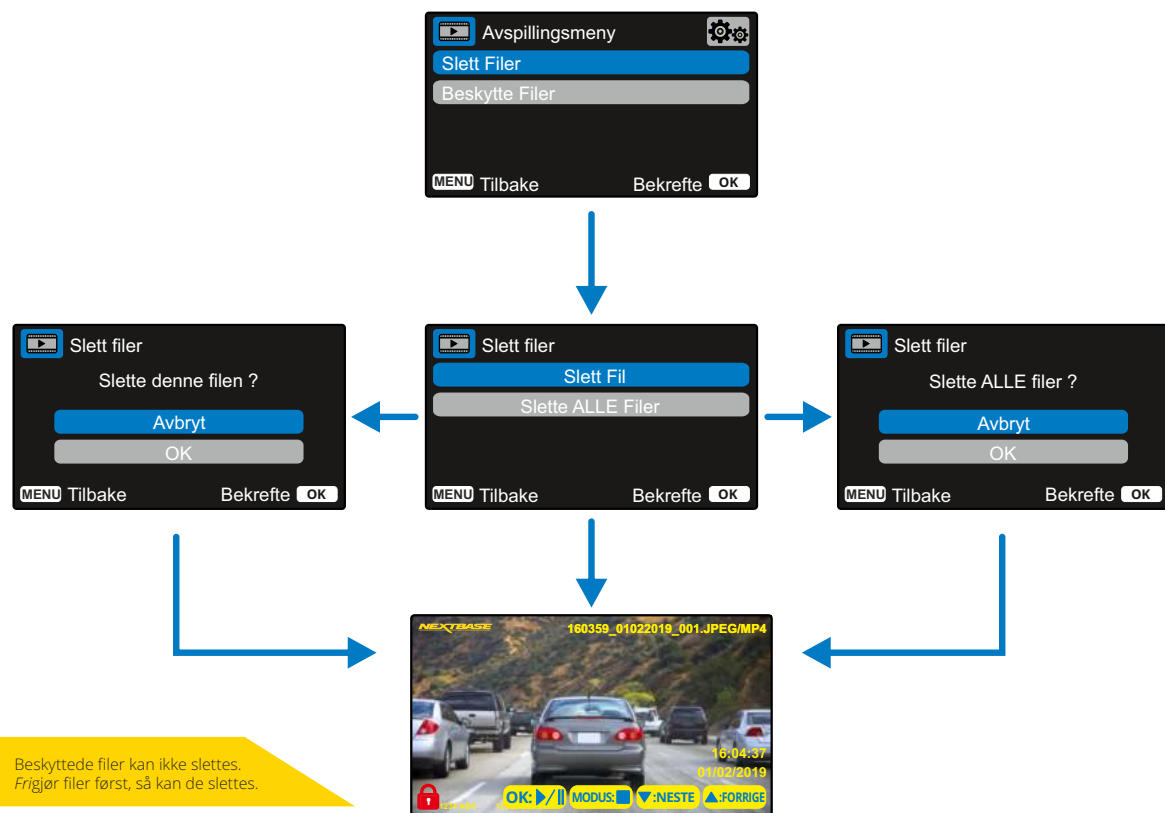 Avspillingsmeny
Slett Filer
Beskytte Filer
MENU Tilbake Bekrefte OK
Slett filer
Slette denne filen ?
Avbryt
OK
MENU Tilbake Bekrefte OK
Slett filer
Slett Fil
Slette ALLE Filer
MENU Tilbake Bekrefte OK
Slett filer
Slette ALLE filer ?
Avbryt
OK
MENU Tilbake Bekrefte OK
NEXTBASE 160359_01022019_001.JPEG/MP4
16:04:37
01/02/2019
OK: MODUS: :NESTE :FORRIGE
Beskyttede filer kan ikke slettes.
Frigjør filer først, så kan de slettes.